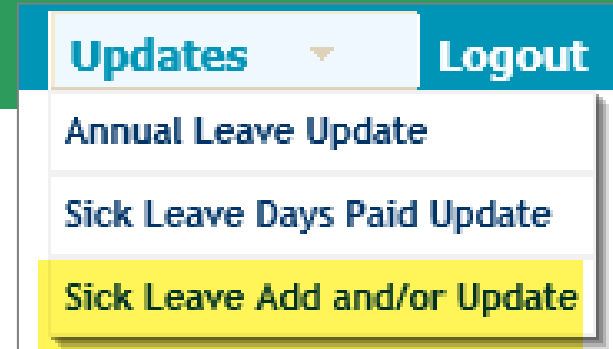 Updates Logout
Annual Leave Update
Sick Leave Days Paid Update
Sick Leave Add and/or Update